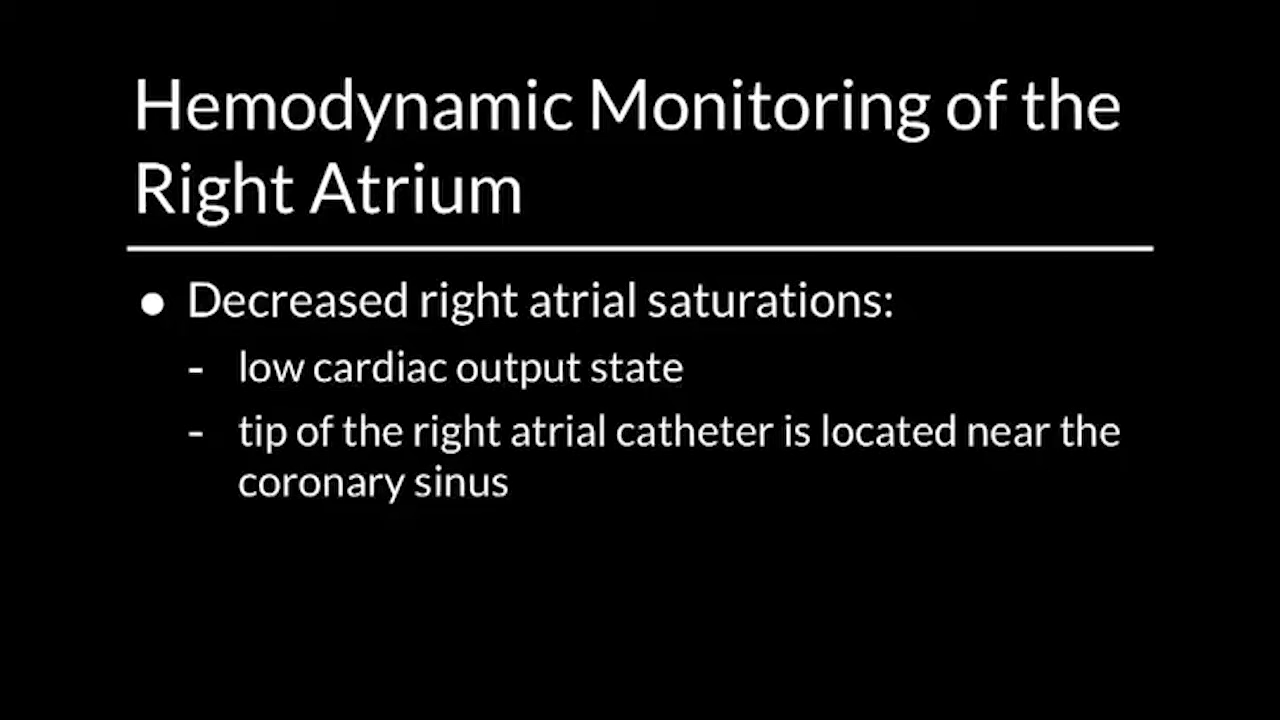 Hemodynamic Monitoring of the
Right Atrium
● Decreased right atrial saturations:
- low cardiac output state
- tip of the right atrial catheter is located near the
coronary sinus